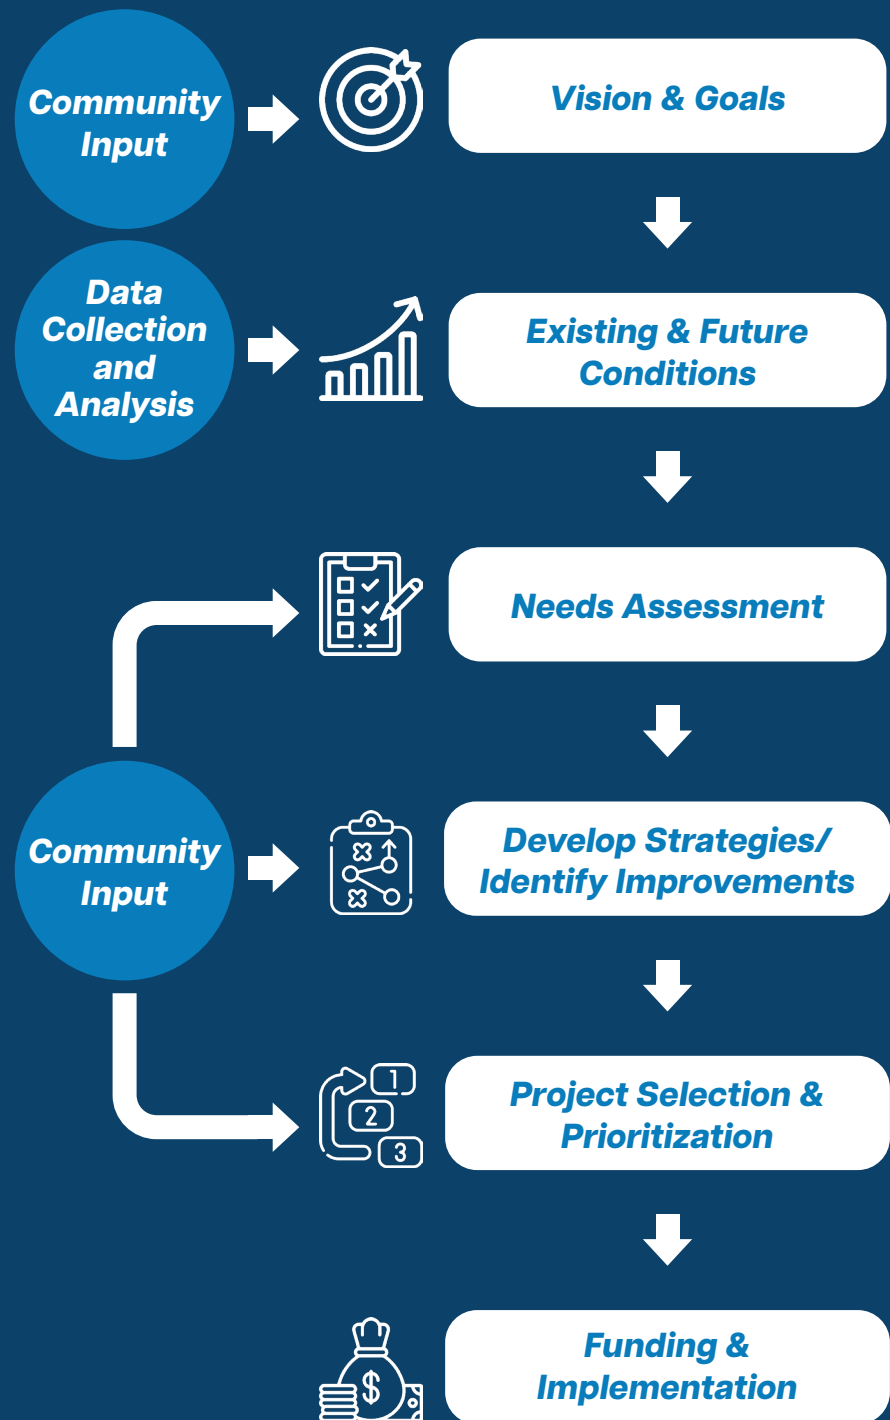 Community
Input
Vision & Goals
Data
Collection
and
Analysis
Existing & Future
Conditions
Needs Assessment
Community
Input
Develop Strategies/
Identify Improvements
1
2
3
Project Selection &
Prioritization
$
Funding &
Implementation